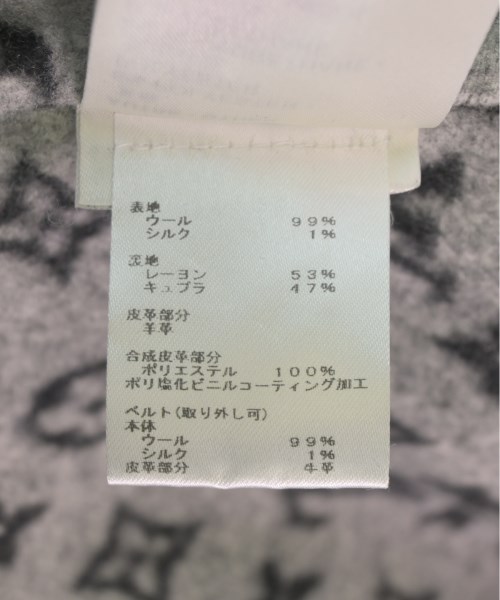 表地
ウール 99%
シルク 1%
裏地
レーヨン 53%
キュプラ 47%
皮革部分
羊革
合成皮革部分
ポリエステル 100%
ポリ塩化ビニルコーティング加工
ベルト(取り外し可)
本体
ウール 99%
シルク 1%
皮革部分 牛革